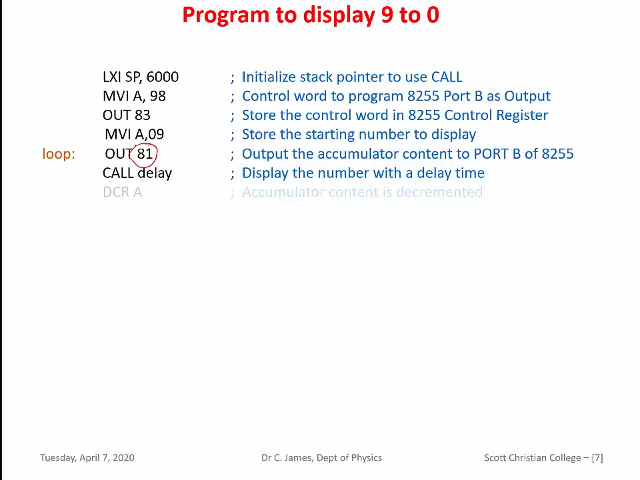 Program to display 9 to 0
LXI SP, 6000 ; Initialize stack pointer to use CALL
MVI A, 98 ; Control word to program 8255 Port B as Output
OUT 83 ; Store the control word in 8255 Control Register
MVI A,09 ; Store the starting number to display
loop: OUT 81 ; Output the accumulator content to PORT B of 8255
CALL delay ; Display the number with a delay time
DCR A ; Accumulator content is decremented
Tuesday, April 7, 2020 Dr C. James, Dept of Physics Scott Christian College – [7]